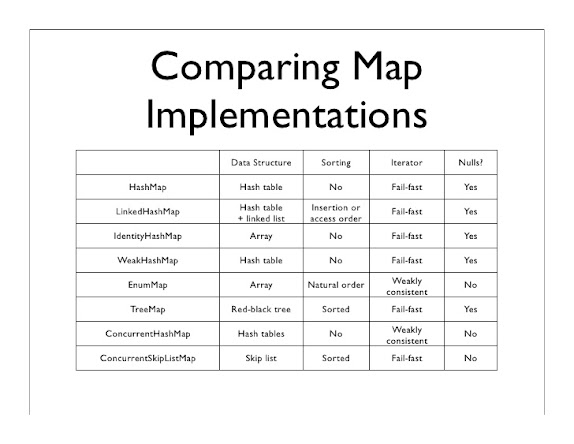 Comparing Map
Implementations
Data Structure Sorting Iterator Nulls?
HashMap Hash table No Fail-fast Yes
LinkedHashMap Hash table
+ linked list Insertion or
access order Fail-fast Yes
IdentityHashMap Array No Fail-fast Yes
WeakHashMap Hash table No Fail-fast Yes
EnumMap Array Natural order Weakly
consistent No
TreeMap Red-black tree Sorted Fail-fast Yes
ConcurrentHashMap Hash tables No Weakly
consistent No
ConcurrentSkipListMap Skip list Sorted Fail-fast No